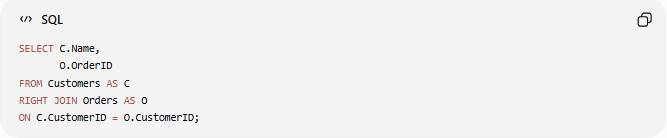 SQL
SELECT C.Name,
       O.OrderID
FROM Customers AS C
RIGHT JOIN Orders AS O
ON C.CustomerID = O.CustomerID;